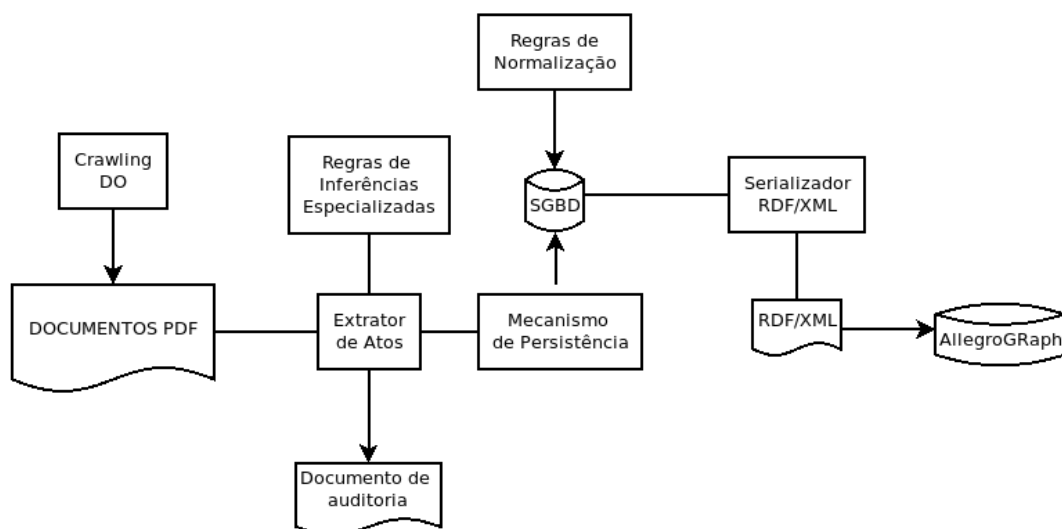 Regras de
Normalização
Crawling
DO
Regras de
Inferências
Especializadas
SGBD
Serializador
RDF/XML
DOCUMENTOS PDF
Extrator
de Atos
Mecanismo
de Persistência
RDF/XML
AllegroGRaph
Documento de
auditoria